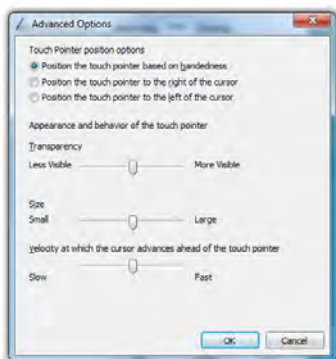 Advanced Options
Touch Pointer position options
Position the touch pointer based on handedness
Position the touch pointer to the right of the cursor
Position the touch pointer to the left of the cursor
Appearance and behavior of the touch pointer
Transparency
Less Visible More Visible
Size
Small Large
Velocity at which the cursor advances ahead of the touch pointer
Slow Fast
OK Cancel